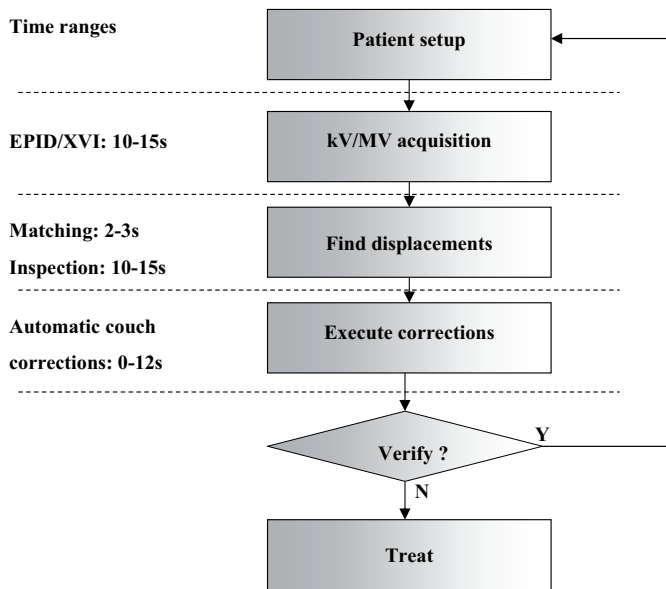 Time ranges
Patient setup
EPID/XVI: 10-15s
kV/MV acquisition
Matching: 2-3s
Inspection: 10-15s
Find displacements
Automatic couch
corrections: 0-12s
Execute corrections
Verify ?
Y
N
Treat